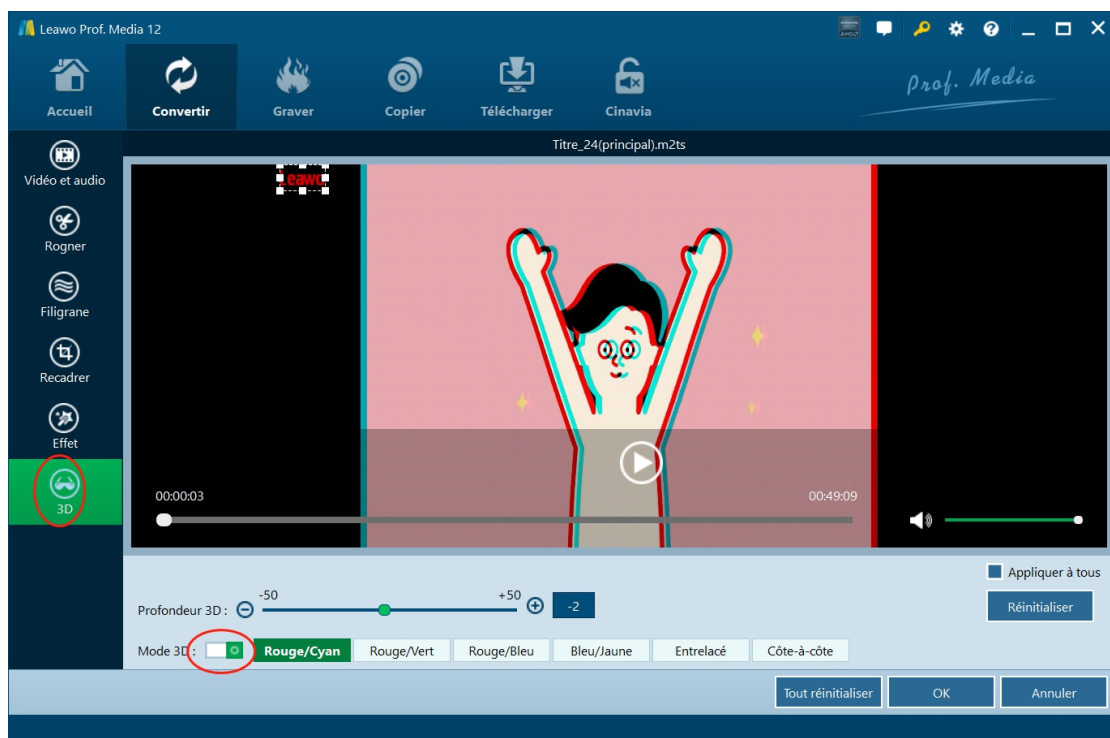 Leawo Prof. Media 12
Accueil
Convertir
Graver
Copier
Télécharger
Cinavia
Prof. Media
Titre_24(principal).m2ts
Vidéo et audio
Rogner
Filigrane
Recadrer
Effet
3D
Leawo
00:00:03
00:49:09
Appliquer à tous
Profondeur 3D :
-50
+50
-2
Réinitialiser
Mode 3D :
Rouge/Cyan
Rouge/Vert
Rouge/Bleu
Bleu/Jaune
Entrelacé
Côte-à-côte
Tout réinitialiser
OK
Annuler